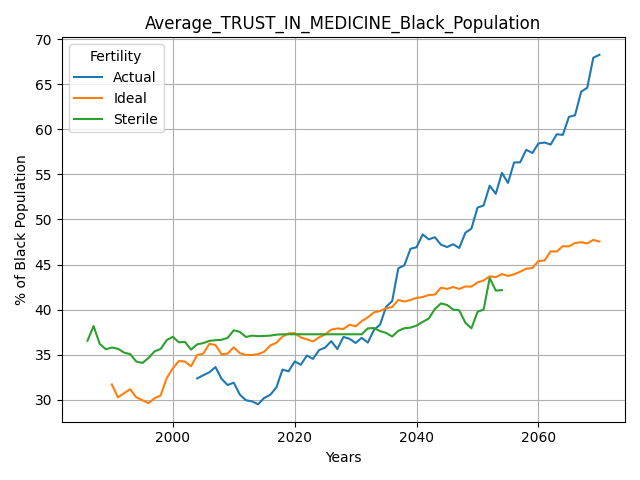 Average_TRUST_IN_MEDICINE_Black_Population
Fertility
Actual
Ideal
Sterile
% of Black Population
70
65
60
55
50
45
40
35
30
2000 2020 2040 2060
Years